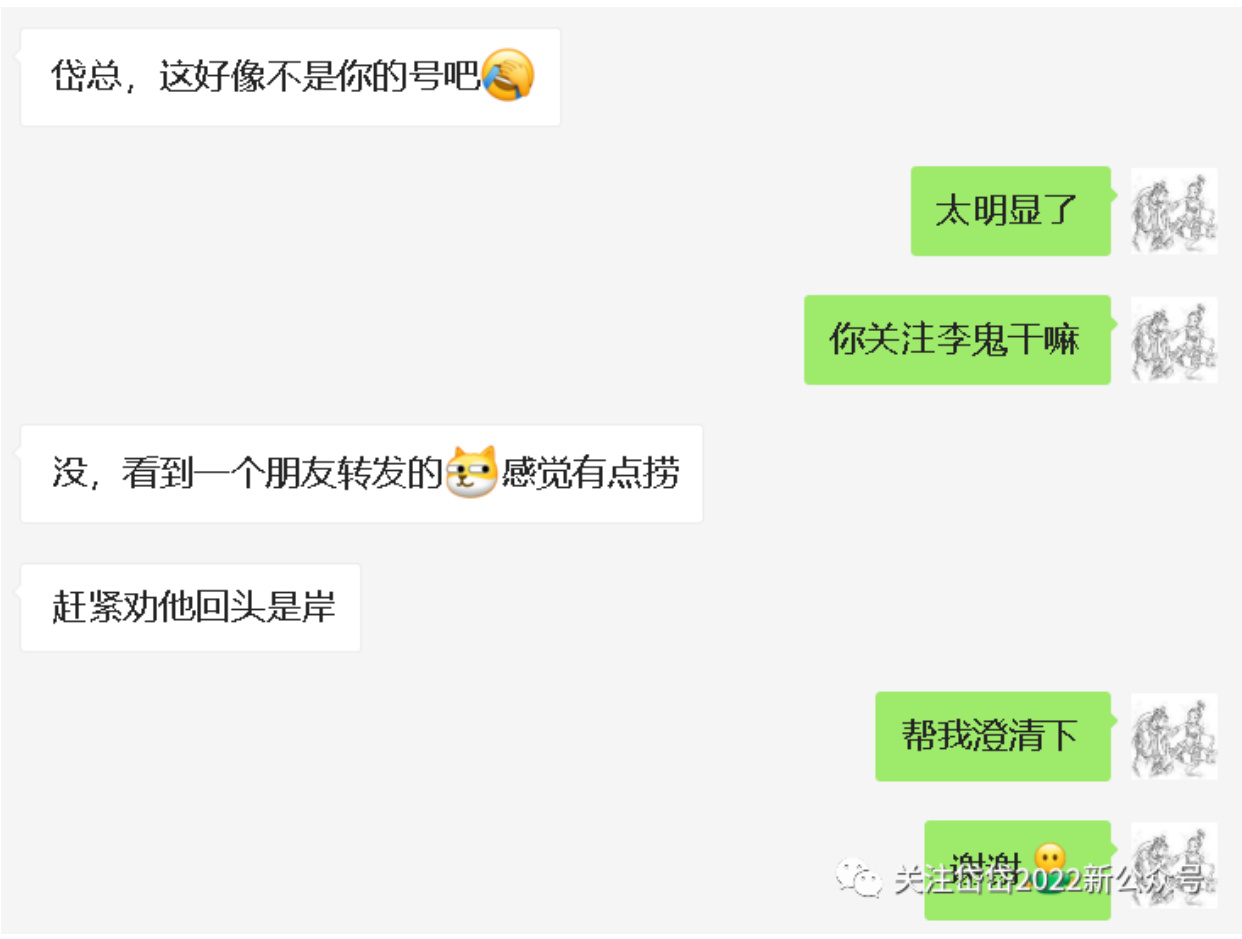 岱总，这好像不是你的号吧
太明显了
你关注李鬼干嘛
没，看到一个朋友转发的感觉有点捞
赶紧劝他回头是岸
帮我澄清下
谢谢
关注岱岱2022新公众号